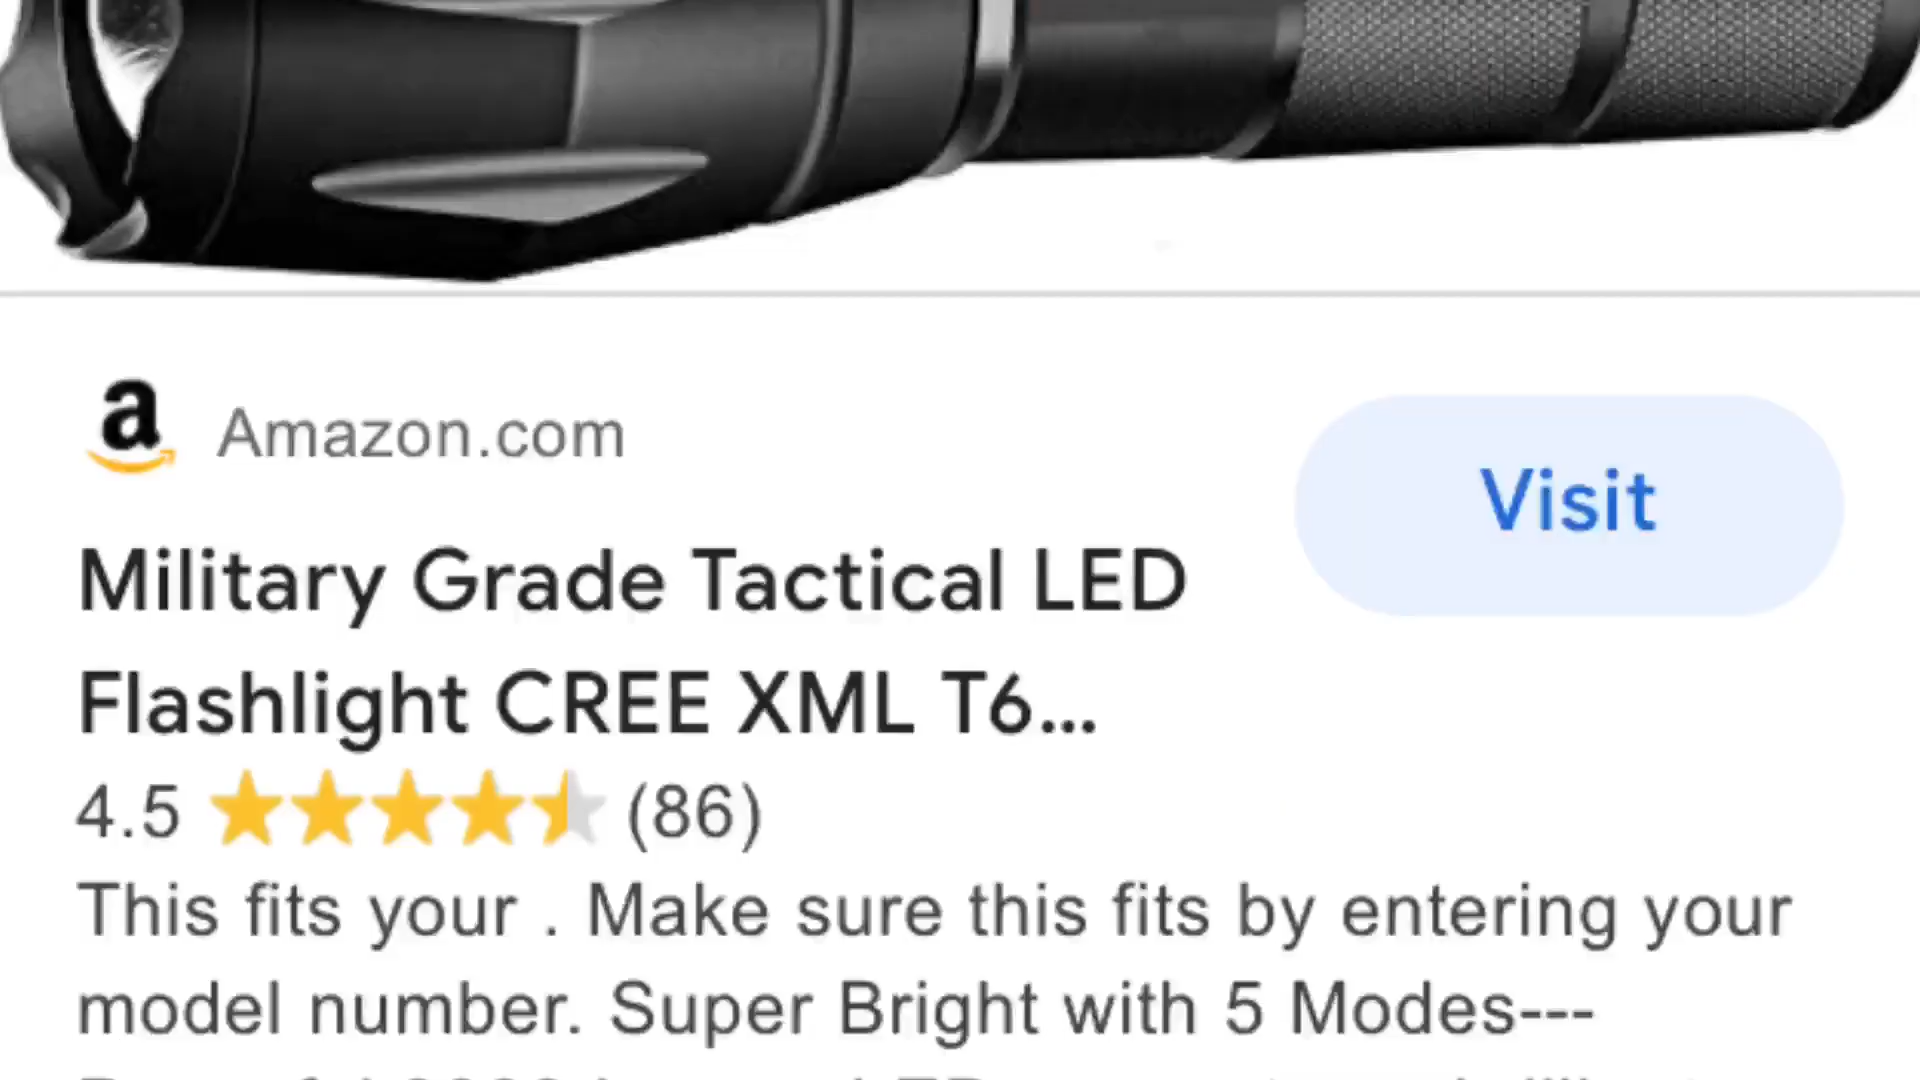 a Amazon.com
Visit
Military Grade Tactical LED
Flashlight CREE XML T6...
4.5 (86)
This fits your . Make sure this fits by entering your
model number. Super Bright with 5 Modes---